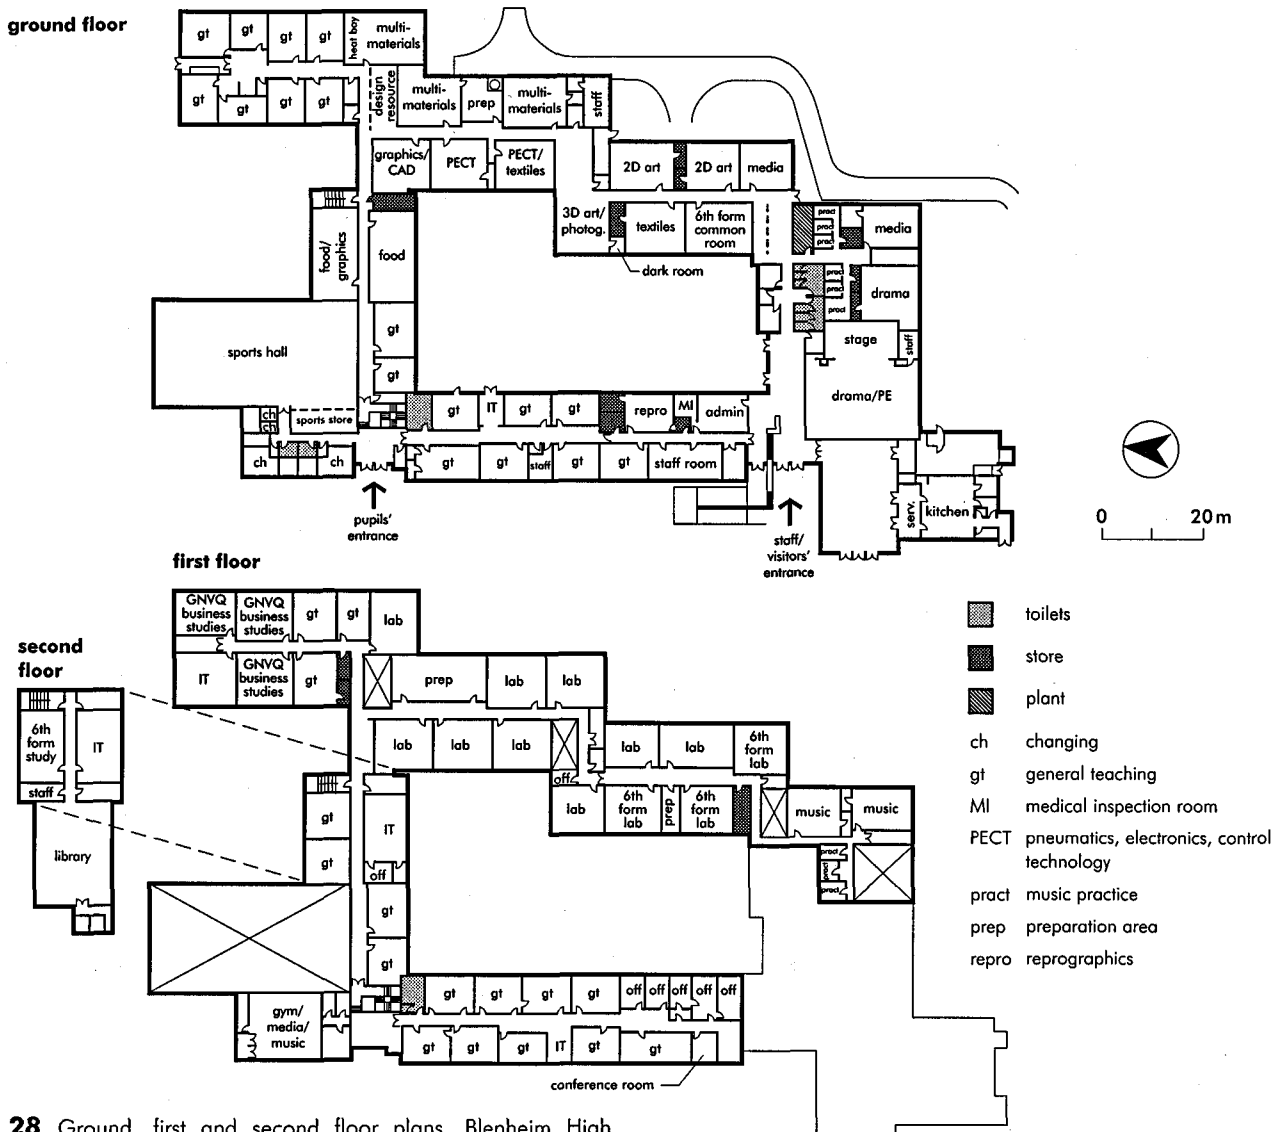 ground floor
gt
gt
gt
gt
heat bay
multi-
materials
gt
gt
gt
gt
design
resource
multi-
materials
prep
multi-
materials
staff
graphics/
CAD
PECT
PECT/
textiles
2D art
2D art
media
3D art/
photog.
textiles
6th form
common
room
dark room
pract
pract
pract
media
pract
pract
pract
drama
stage
staff
drama/PE
food/
graphics
food
gt
gt
sports hall
ch
ch
sports store
ch
ch
gt
IT
gt
gt
repro
MI
admin
gt
gt
staff
gt
gt
staff room
serv.
kitchen
pupils'
entrance
staff/
visitors'
entrance
0
20 m
first floor
GNVQ
business
studies
GNVQ
business
studies
gt
gt
lab
IT
GNVQ
business
studies
gt
prep
lab
lab
lab
lab
lab
off
lab
lab
6th
form
lab
lab
6th
form
lab
prep
6th
form
lab
music
music
pract
pract
pract
gt
gt
IT
off
gt
gt
gym/
media/
music
gt
gt
gt
gt
off
off
off
off
off
gt
gt
gt
IT
gt
gt
conference room
second
floor
6th
form
study
IT
staff
library
toilets
store
plant
ch changing
gt general teaching
MI medical inspection room
PECT pneumatics, electronics, control
technology
pract music practice
prep preparation area
repro reprographics
28 Ground, first and second floor plans, Blenheim High